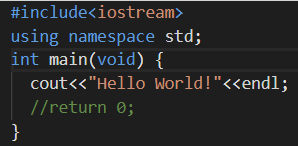 #include<iostream>
using namespace std;
int main(void) {
  cout<<"Hello World!"<<endl;
  //return 0;
}